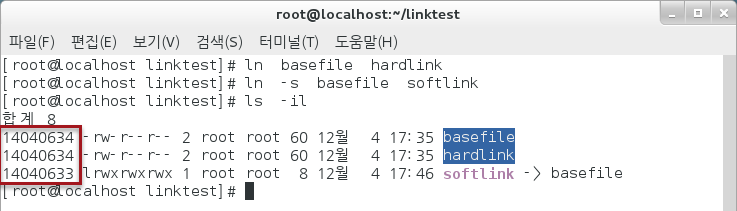 root@localhost:~/linktest
파일(F) 편집(E) 보기(V) 검색(S) 터미널(T) 도움말(H)
[root@localhost linktest]# ln basefile hardlink
[root@localhost linktest]# ln -s basefile softlink
[root@localhost linktest]# ls -il
합계 8
14040634 -rw-r--r-- 2 root root 60 12월 4 17:35 basefile
14040634 -rw-r--r-- 2 root root 60 12월 4 17:35 hardlink
14040633 lrwxrwxrwx 1 root root 8 12월 4 17:46 softlink -> basefile
[root@localhost linktest]#